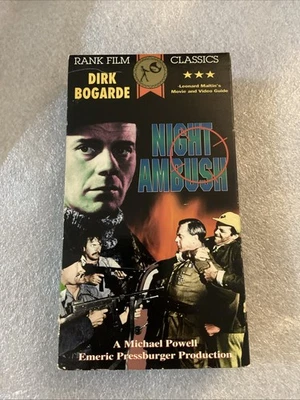 RANK FILM CLASSICS
DIRK
BOGARDE
★★★
Leonard Maltin's
Movie and Video Guide
NIGHT
AMBUSH
A Michael Powell
Emeric Pressburger Production